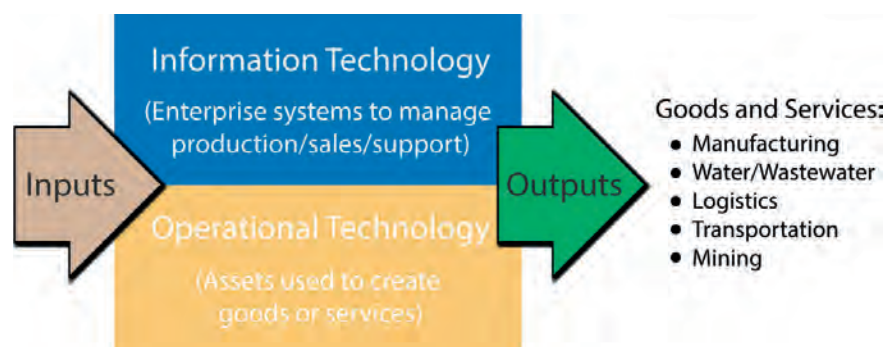 Information Technology
(Enterprise systems to manage
production/sales/support)
Inputs
Outputs
Operational Technology
(Assets used to create
goods or services)
Goods and Services:
• Manufacturing
• Water/Wastewater
• Logistics
• Transportation
• Mining